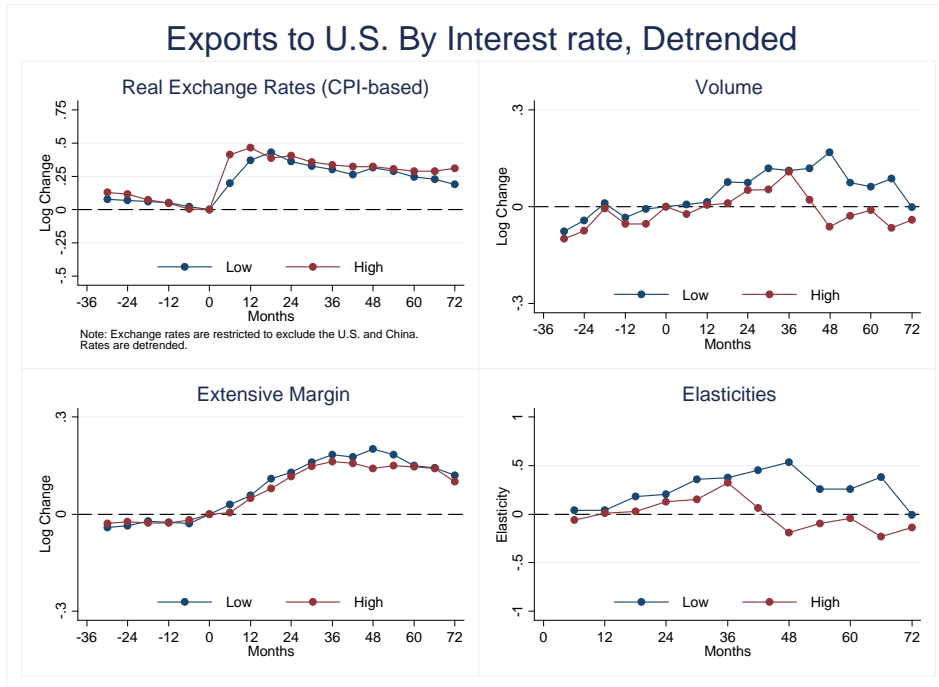 Exports to U.S. By Interest rate, Detrended
Real Exchange Rates (CPI-based)
Log Change
.75
.5
.25
0
-.25
-.5
Low High
-36 -24 -12 0 12 24 36 48 60 72
Months
Note: Exchange rates are restricted to exclude the U.S. and China.
Rates are detrended.
Volume
Log Change
.3
0
-.3
Low High
-36 -24 -12 0 12 24 36 48 60 72
Months
Extensive Margin
Log Change
.3
0
-.3
Low High
-36 -24 -12 0 12 24 36 48 60 72
Months
Elasticities
Elasticity
1
.5
0
-.5
-1
Low High
0 12 24 36 48 60 72
Months